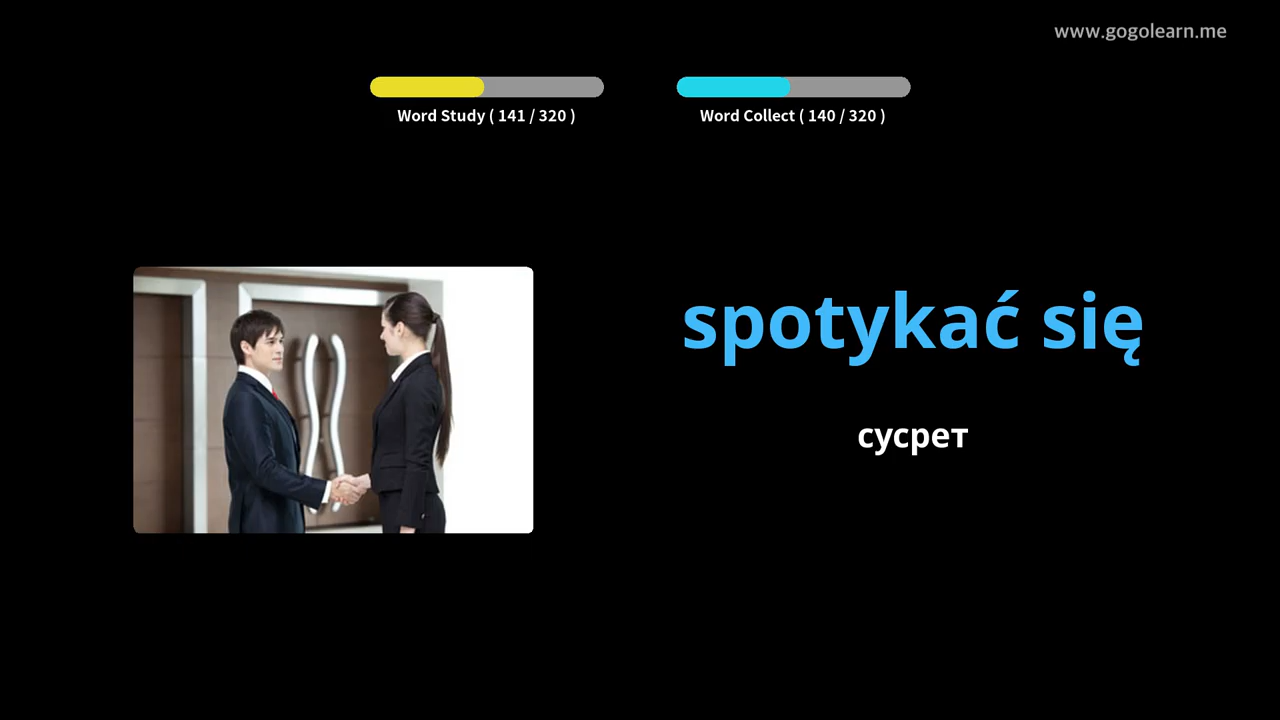 www.gogolearn.me
Word Study ( 141 / 320 )
Word Collect ( 140 / 320 )
spotykać się
сусрет